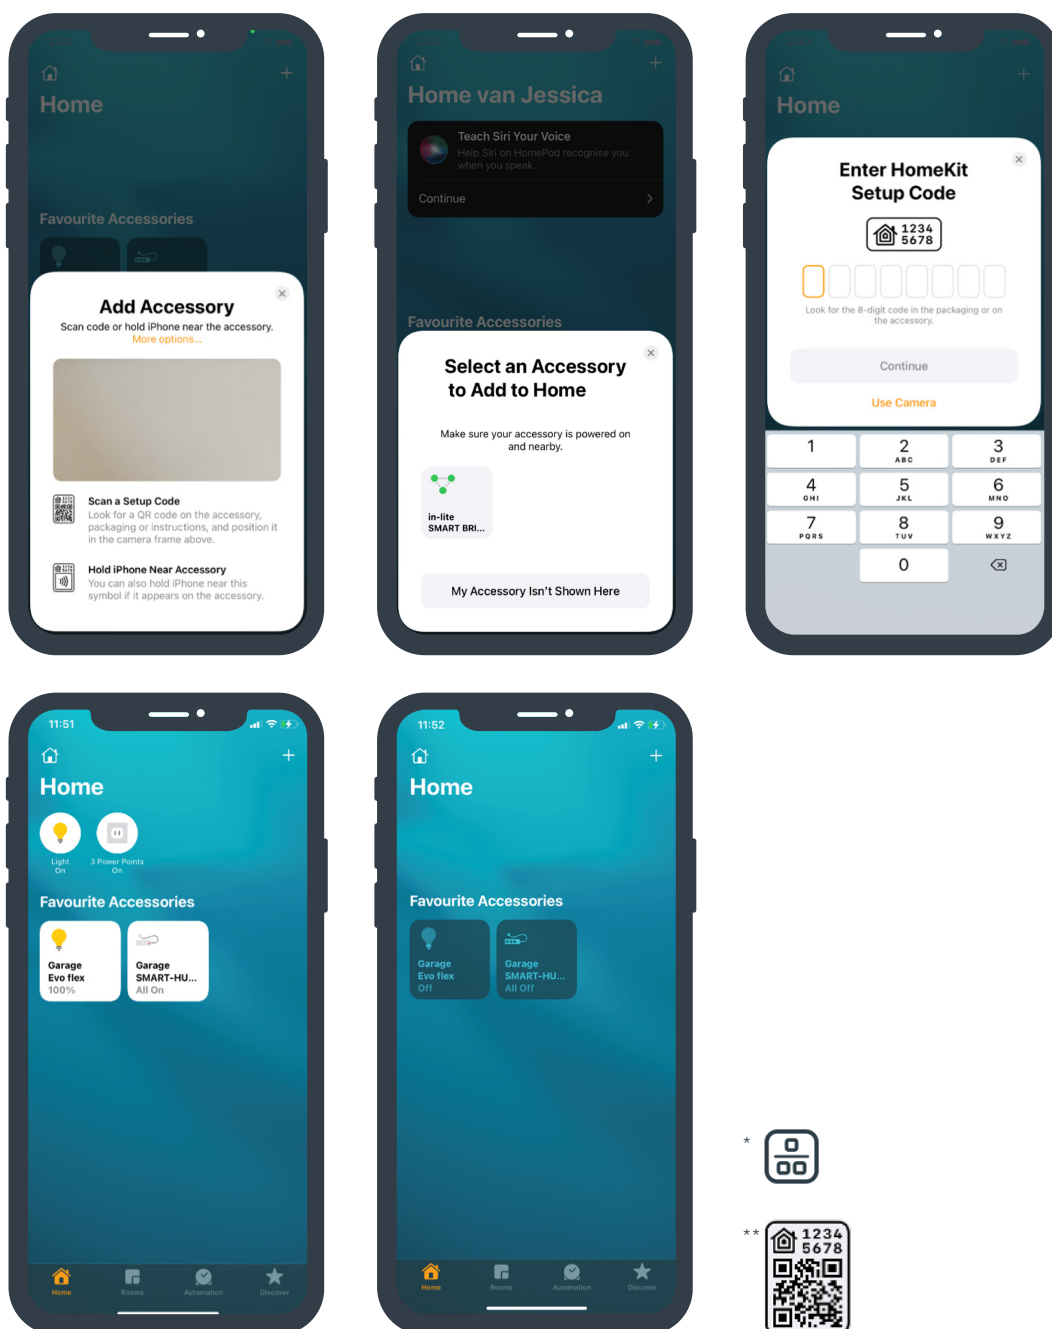 Home
Favourite Accessories
Add Accessory
Scan code or hold iPhone near the accessory.
More options...
Scan a Setup Code
Look for a QR code on the accessory,
packaging or instructions, and position it
in the camera frame above.
Hold iPhone Near Accessory
You can also hold iPhone near this
symbol if it appears on the accessory.
Home van Jessica
Teach Siri Your Voice
Help Siri on HomePod recognise you
when you speak.
Continue
Favourite Accessories
Select an Accessory
to Add to Home
Make sure your accessory is powered on
and nearby.
in-lite
SMART BRI...
My Accessory Isn't Shown Here
Home
Enter HomeKit
Setup Code
1234
5678
Look for the 8-digit code in the packaging or on
the accessory.
Continue
Use Camera
1 2 ABC 3 DEF
4 GHI 5 JKL 6 MNO
7 PQRS 8 TUV 9 WXYZ
0
11:51
Home
Light
On
3 Power Points
On
Favourite Accessories
Garage
Evo flex
100%
Garage
SMART-HU...
All On
Home Rooms Automation Discover
11:52
Home
Favourite Accessories
Garage
Evo flex
Off
Garage
SMART-HU...
All Off
Home Rooms Automation Discover
*
**
1234
5678